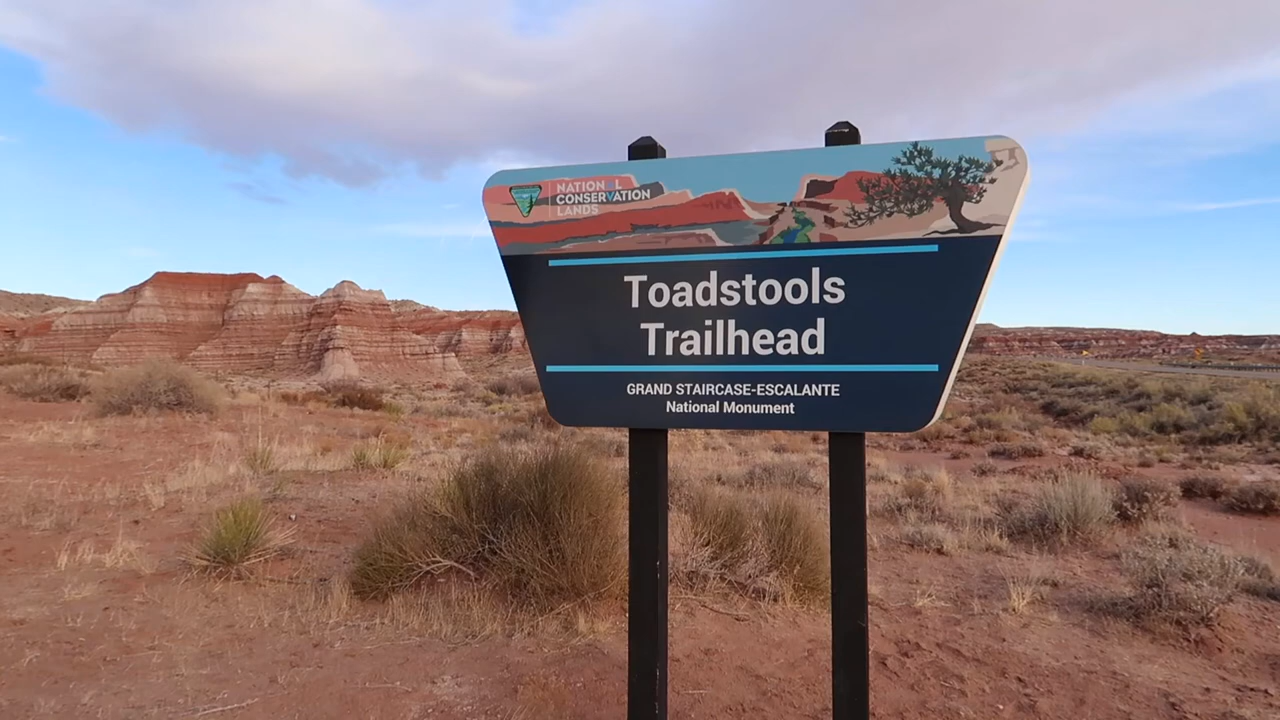 NATIONAL
CONSERVATION
LANDS
Toadstools
Trailhead
GRAND STAIRCASE-ESCALANTE
National Monument